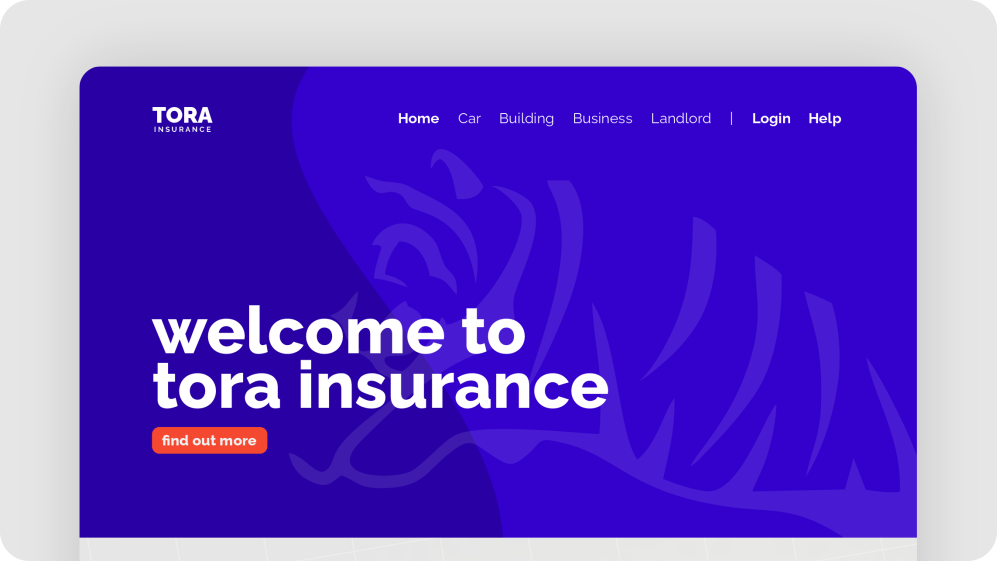 TORA
INSURANCE
Home Car Building Business Landlord | Login Help
welcome to
tora insurance
find out more